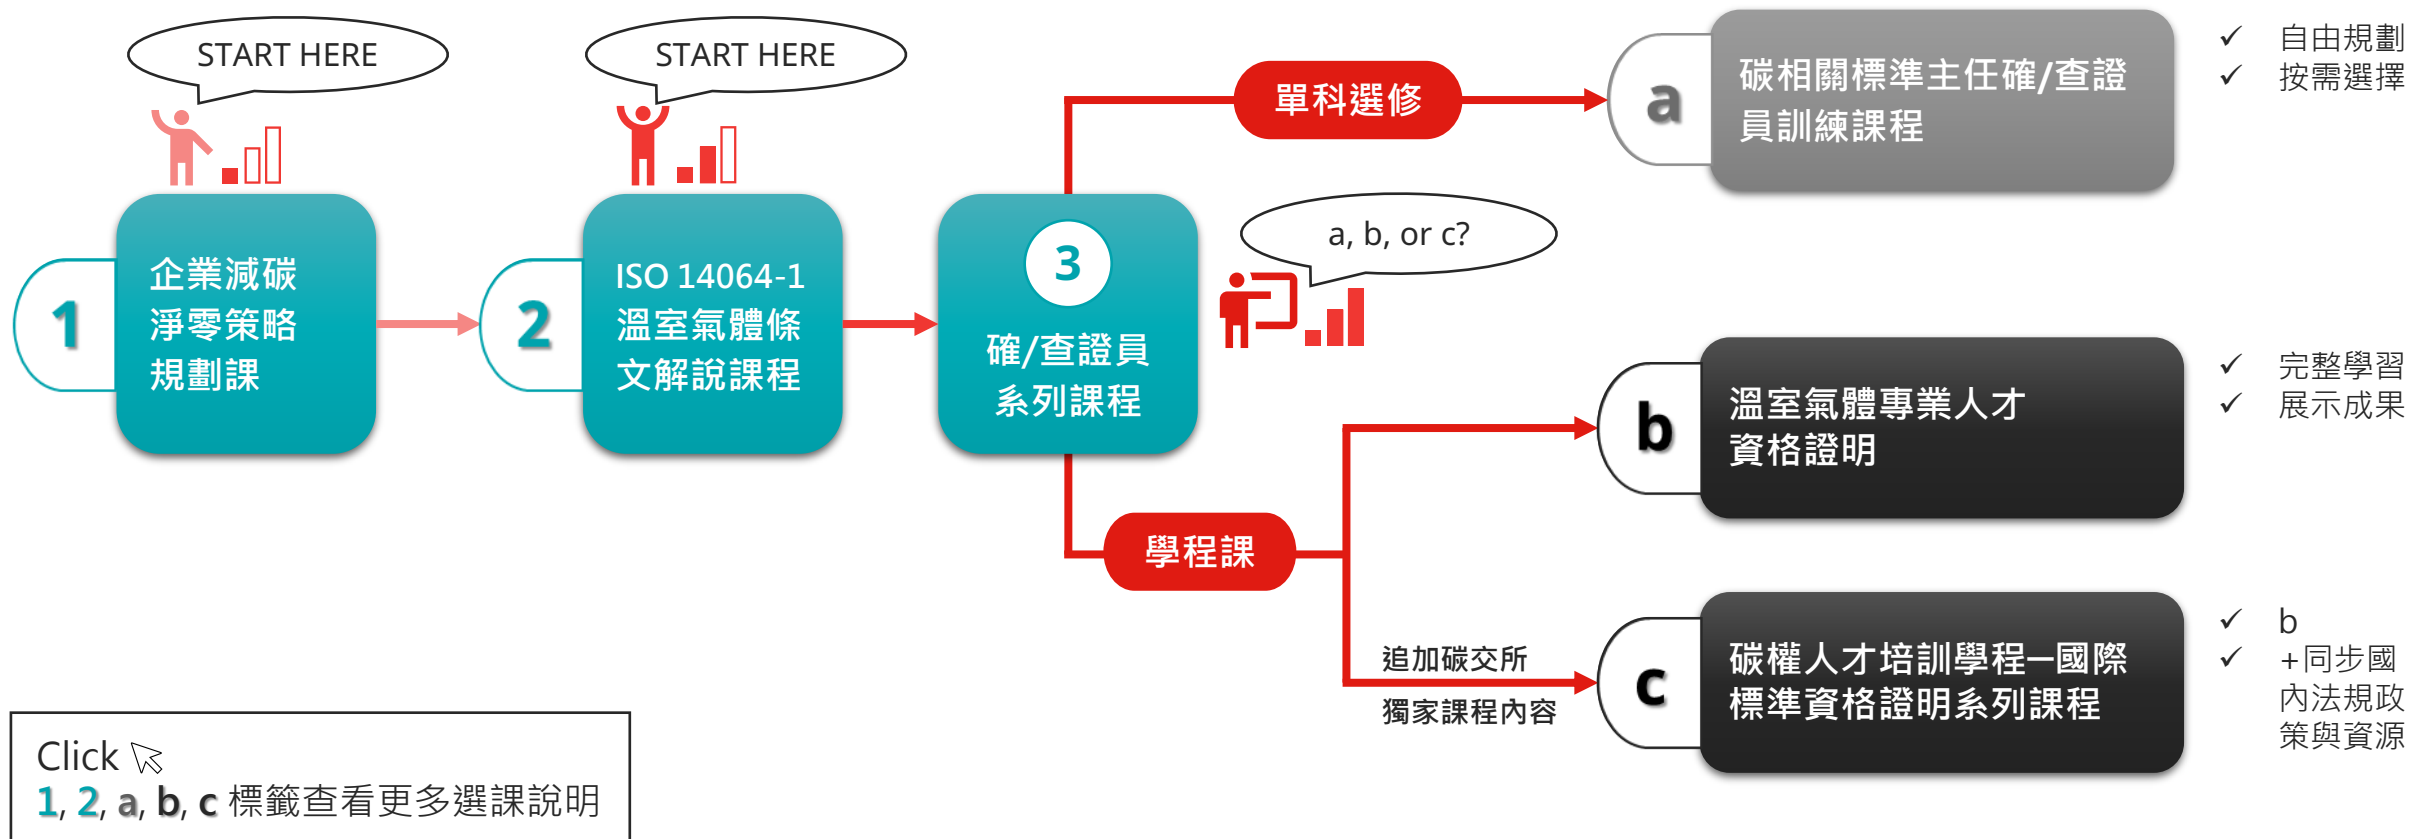 START HERE
1
企業減碳
淨零策略
規劃課
START HERE
2
ISO 14064-1
溫室氣體條
文解說課程
3
確/查證員
系列課程
a, b, or c?
單科選修
a
碳相關標準主任確/查證
員訓練課程
✓ 自由規劃
✓ 按需選擇
學程課
b
溫室氣體專業人才
資格證明
✓ 完整學習
✓ 展示成果
追加碳交所
獨家課程內容
c
碳權人才培訓學程—國際
標準資格證明系列課程
✓ b
✓ +同步國
內法規政
策與資源
Click
1, 2, a, b, c 標籤查看更多選課說明